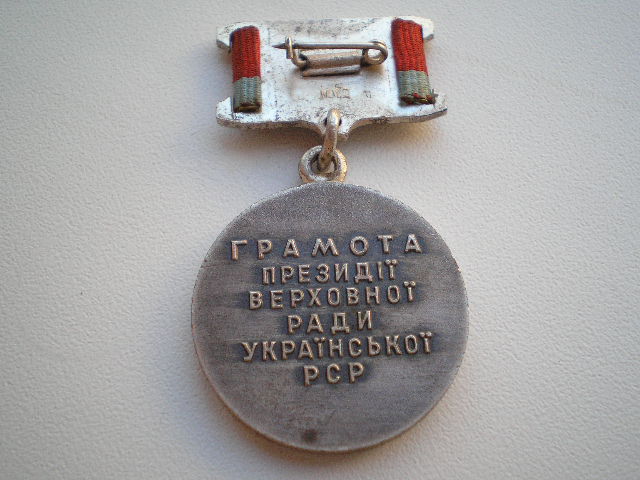 ГРАМОТА
ПРЕЗИДІЇ
ВЕРХОВНОЇ
РАДИ
УКРАЇНСЬКОЇ
РСР